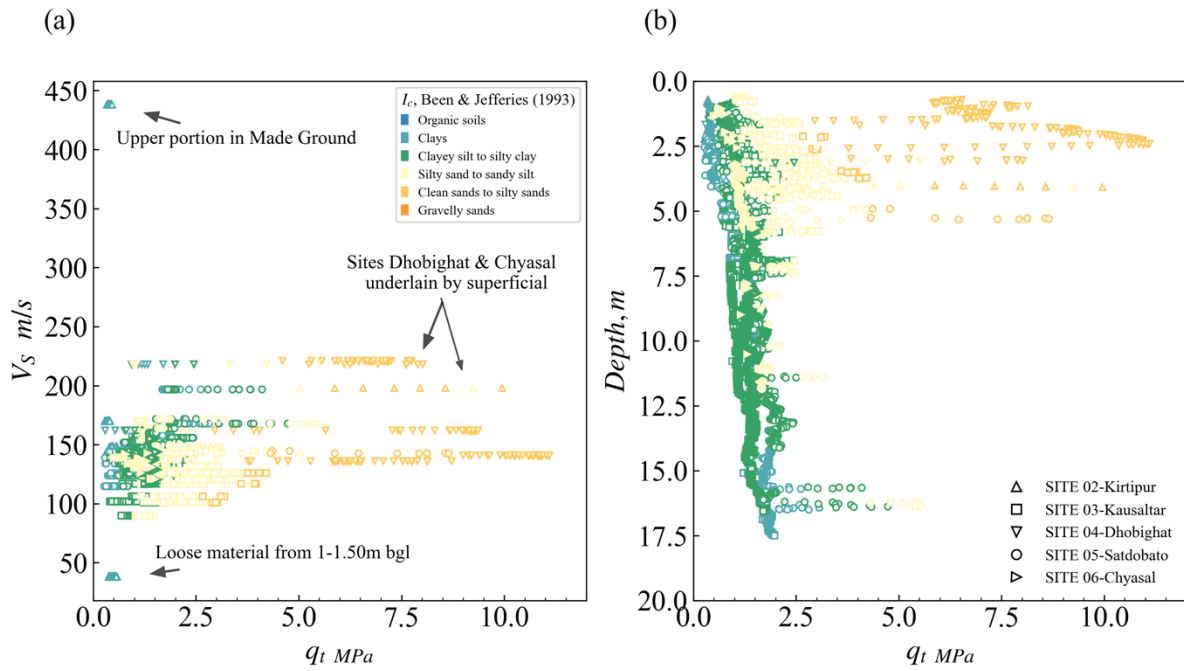 (a)
450
400
350
300
250
200
150
100
50
V_S m/s
0.0 2.5 5.0 7.5 10.0
q_t MPa
Upper portion in Made Ground
I_c, Been & Jefferies (1993)
Organic soils
Clays
Clayey silt to silty clay
Silty sand to sandy silt
Clean sands to silty sands
Gravelly sands
Sites Dhobighat & Chyasal
underlain by superficial
Loose material from 1-1.50m bgl
(b)
0.0
2.5
5.0
7.5
10.0
12.5
15.0
17.5
20.0
Depth, m
0.0 2.5 5.0 7.5 10.0
q_t MPa
SITE 02-Kirtipur
SITE 03-Kausaltar
SITE 04-Dhobighat
SITE 05-Satdobato
SITE 06-Chyasal